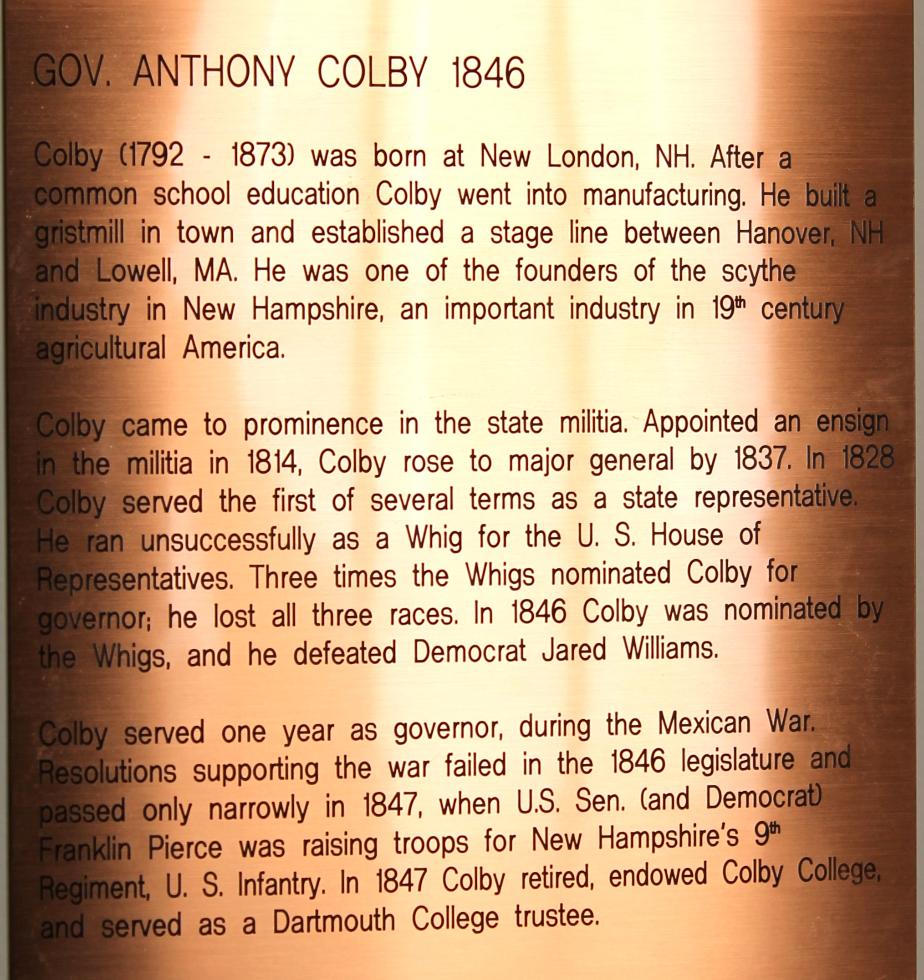 GOV. ANTHONY COLBY 1846
Colby (1792 - 1873) was born at New London, NH. After a
common school education Colby went into manufacturing. He built a
gristmill in town and established a stage line between Hanover, NH
and Lowell, MA. He was one of the founders of the scythe
industry in New Hampshire, an important industry in 19th century
agricultural America.
Colby came to prominence in the state militia. Appointed an ensign
in the militia in 1814, Colby rose to major general by 1837. In 1828
Colby served the first of several terms as a state representative.
He ran unsuccessfully as a Whig for the U. S. House of
Representatives. Three times the Whigs nominated Colby for
governor; he lost all three races. In 1846 Colby was nominated by
the Whigs, and he defeated Democrat Jared Williams.
Colby served one year as governor, during the Mexican War.
Resolutions supporting the war failed in the 1846 legislature and
passed only narrowly in 1847, when U.S. Sen. (and Democrat)
Franklin Pierce was raising troops for New Hampshire's 9th
Regiment, U. S. Infantry. In 1847 Colby retired, endowed Colby College,
and served as a Dartmouth College trustee.